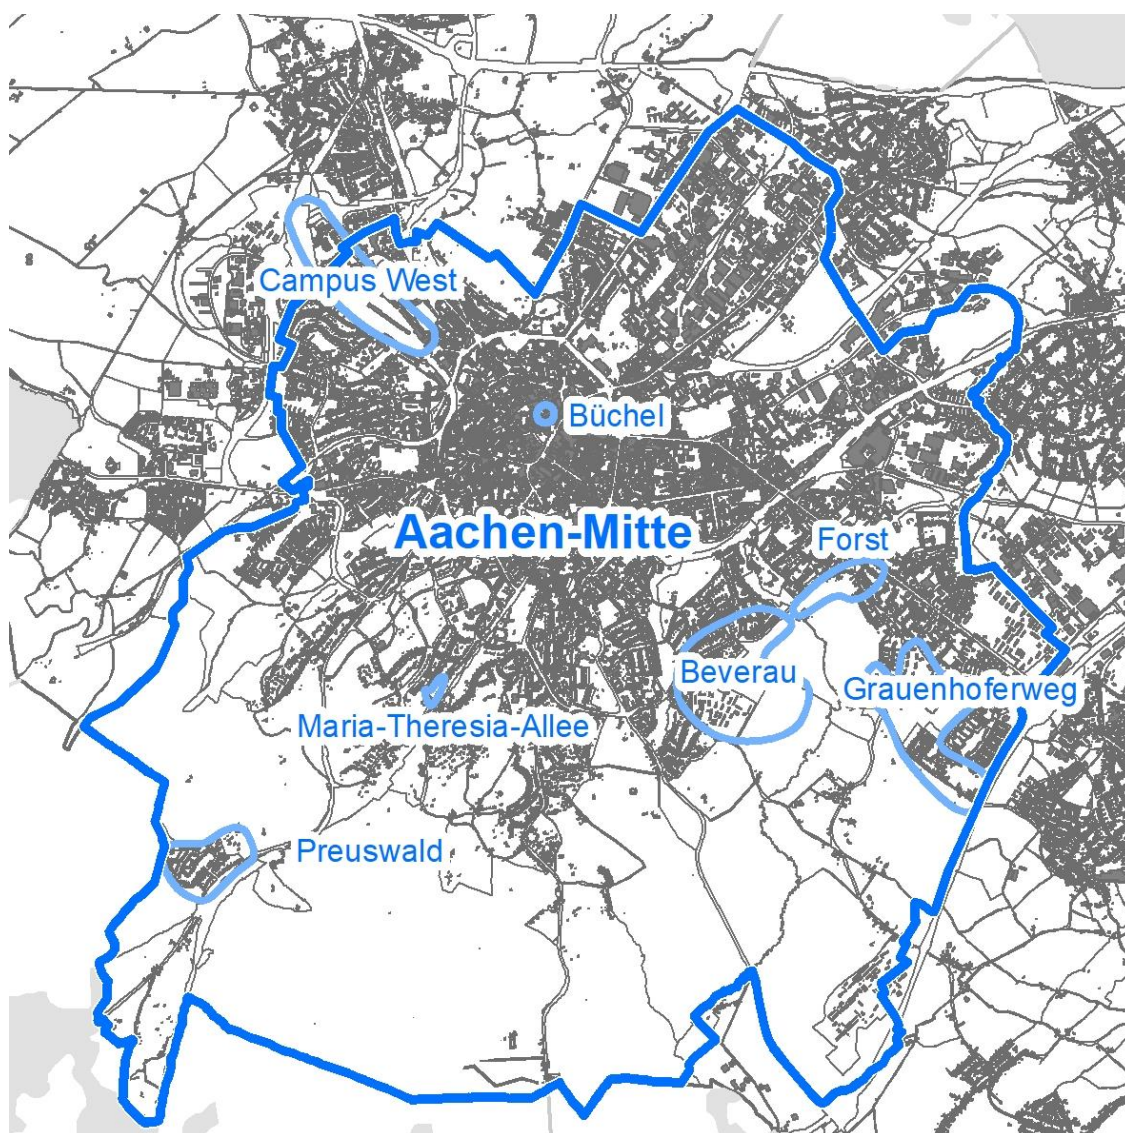 Campus West
Büchel
Aachen-Mitte
Forst
Beverau
Grauenhoferweg
Maria-Theresia-Allee
Preuswald